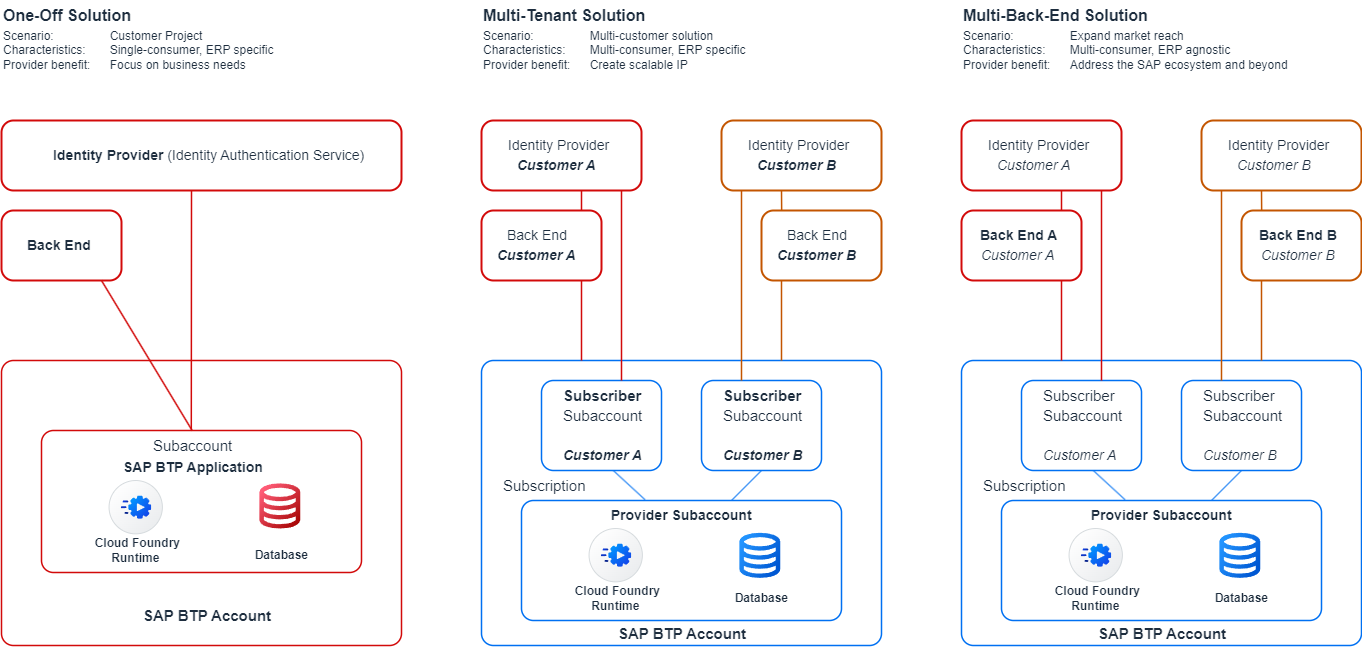 One-Off Solution
Scenario: Customer Project
Characteristics: Single-consumer, ERP specific
Provider benefit: Focus on business needs
Identity Provider (Identity Authentication Service)
Back End
Subaccount
SAP BTP Application
Cloud Foundry
Runtime
Database
SAP BTP Account
Multi-Tenant Solution
Scenario: Multi-customer solution
Characteristics: Multi-consumer, ERP specific
Provider benefit: Create scalable IP
Identity Provider
Customer A
Identity Provider
Customer B
Back End
Customer A
Back End
Customer B
Subscriber
Subaccount
Customer A
Subscriber
Subaccount
Customer B
Subscription
Provider Subaccount
Cloud Foundry
Runtime
Database
SAP BTP Account
Multi-Back-End Solution
Scenario: Expand market reach
Characteristics: Multi-consumer, ERP agnostic
Provider benefit: Address the SAP ecosystem and beyond
Identity Provider
Customer A
Identity Provider
Customer B
Back End A
Customer A
Back End B
Customer B
Subscriber
Subaccount
Customer A
Subscriber
Subaccount
Customer B
Subscription
Provider Subaccount
Cloud Foundry
Runtime
Database
SAP BTP Account